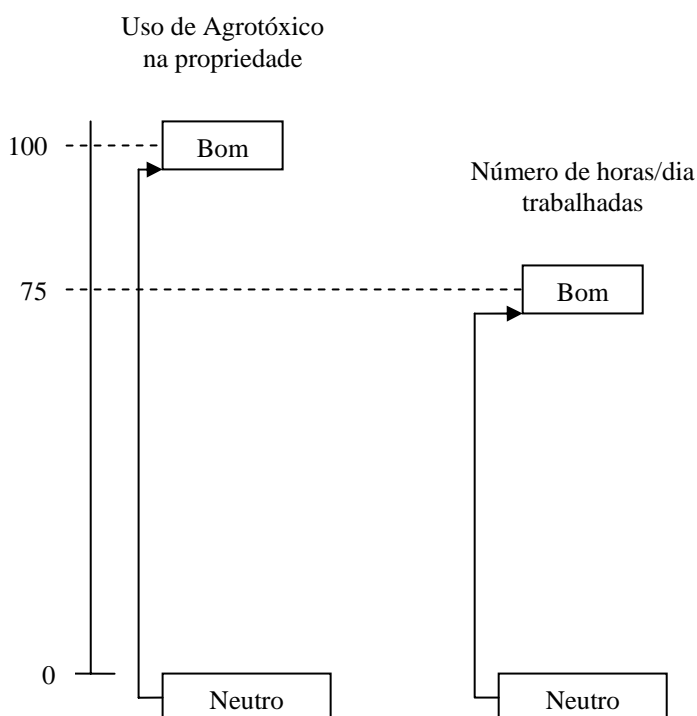 Uso de Agrotóxico
na propriedade
100
Bom
Número de horas/dia
trabalhadas
75
Bom
0
Neutro
Neutro